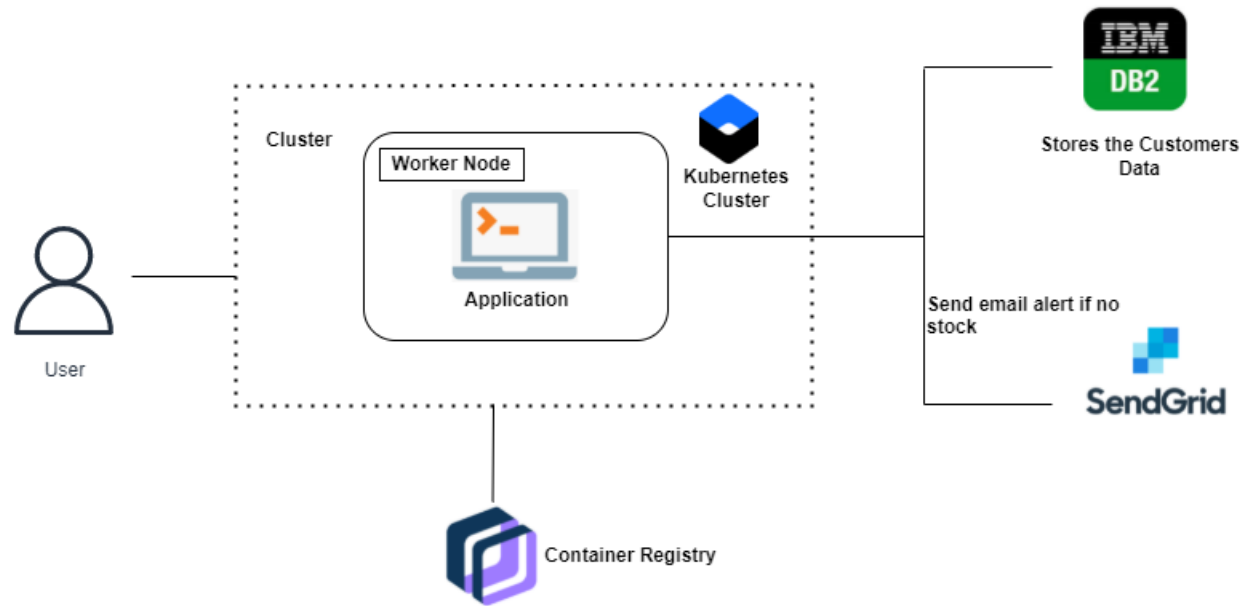 IBM
DB2
Stores the Customers
Data
Cluster
Worker Node
Kubernetes
Cluster
Application
User
Send email alert if no
stock
SendGrid
Container Registry